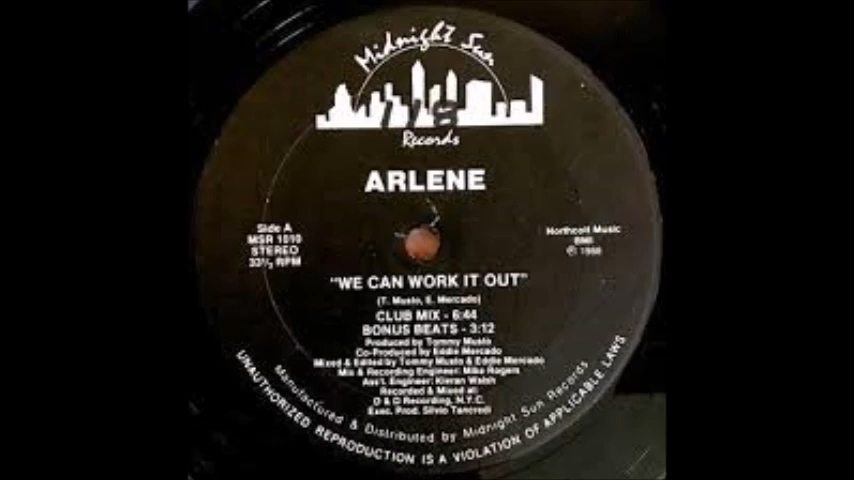 Midnight Sun
118
Records
ARLENE
Side A
MSR 1010
STEREO
33⅓ RPM
Northcott Music
BMI
℗ 1988
"WE CAN WORK IT OUT"
(T. Musto, E. Mercado)
CLUB MIX - 6:44
BONUS BEATS - 3:12
Produced by Tommy Musto
Co-Produced by Eddie Mercado
Mixed & Edited by Tommy Musto & Eddie Mercado
Mix & Recording Engineer: Mike Rogers
Ass't. Engineer: Kieran Walsh
Recorded & Mixed at:
D & D Recording, N.Y.C.
Exec. Prod. Silvio Tancredi
Manufactured & Distributed by Midnight Sun Records
UNAUTHORIZED REPRODUCTION IS A VIOLATION OF APPLICABLE LAWS